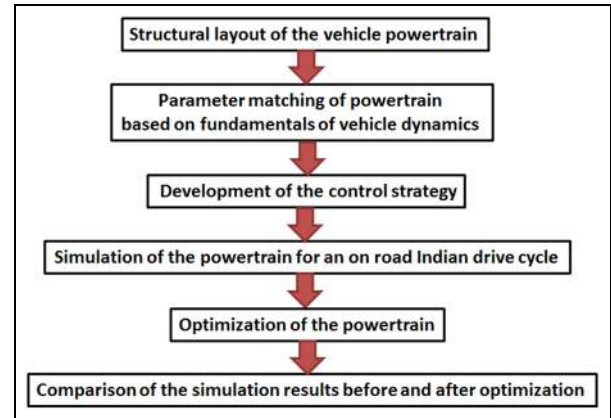 Structural layout of the vehicle powertrain
Parameter matching of powertrain
based on fundamentals of vehicle dynamics
Development of the control strategy
Simulation of the powertrain for an on road Indian drive cycle
Optimization of the powertrain
Comparison of the simulation results before and after optimization